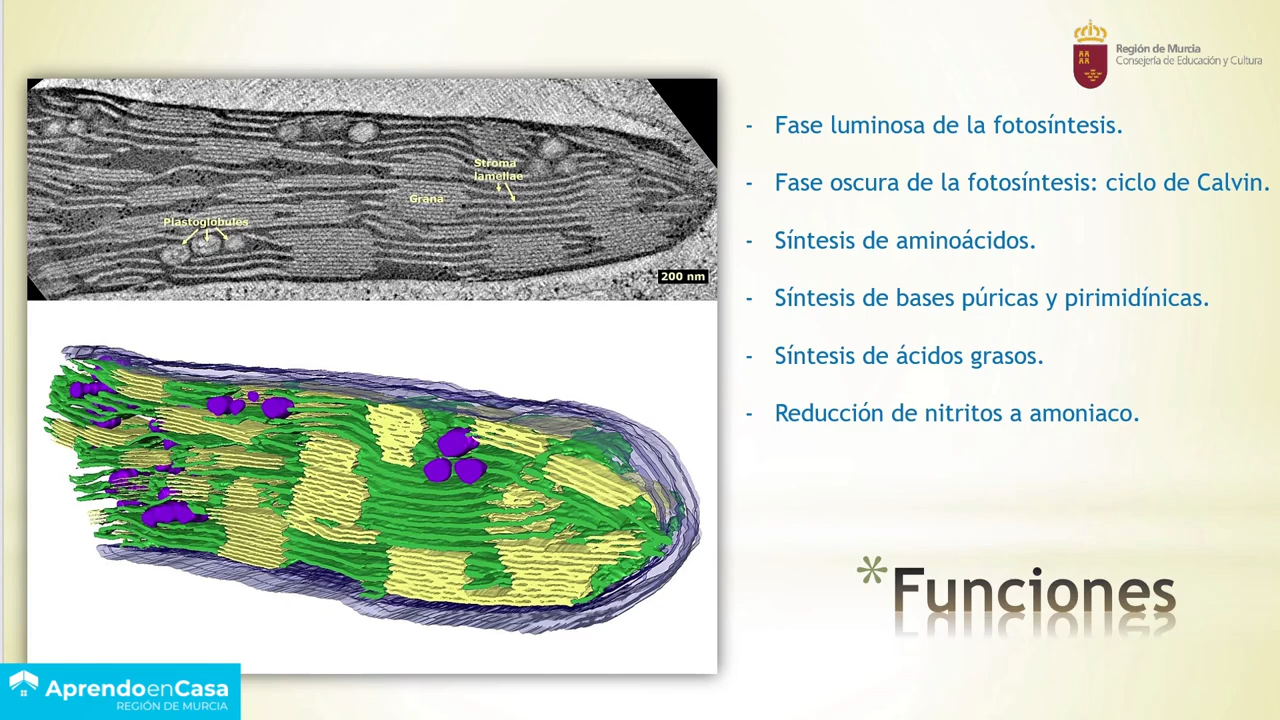 Región de Murcia
Consejería de Educación y Cultura
Stroma
lamellae
Grana
Plastoglobules
200 nm
- Fase luminosa de la fotosíntesis.
- Fase oscura de la fotosíntesis: ciclo de Calvin.
- Síntesis de aminoácidos.
- Síntesis de bases púricas y pirimidínicas.
- Síntesis de ácidos grasos.
- Reducción de nitritos a amoniaco.
*Funciones
AprendoenCasa
REGIÓN DE MURCIA